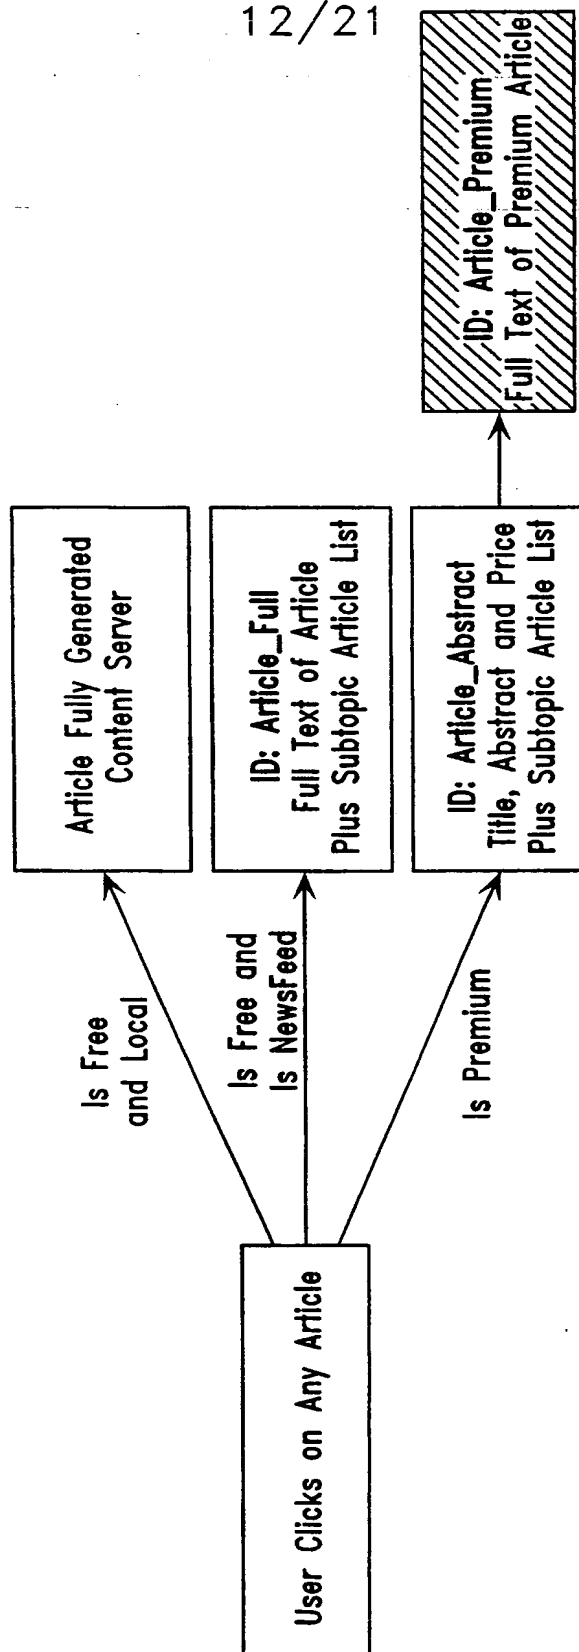 12/21
User Clicks on Any Article
Is Free
and Local
Is Free and
Is NewsFeed
Is Premium
Article Fully Generated
Content Server
ID: Article_Full
Full Text of Article
Plus Subtopic Article List
ID: Article_Abstract
Title, Abstract and Price
Plus Subtopic Article List
ID: Article_Premium
Full Text of Premium Article